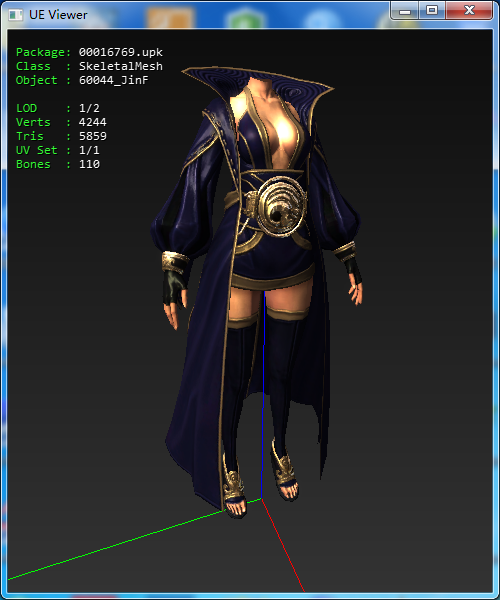 UE Viewer
Package: 00016769.upk
Class : SkeletalMesh
Object : 60044_JinF
LOD : 1/2
Verts : 4244
Tris : 5859
UV Set : 1/1
Bones : 110